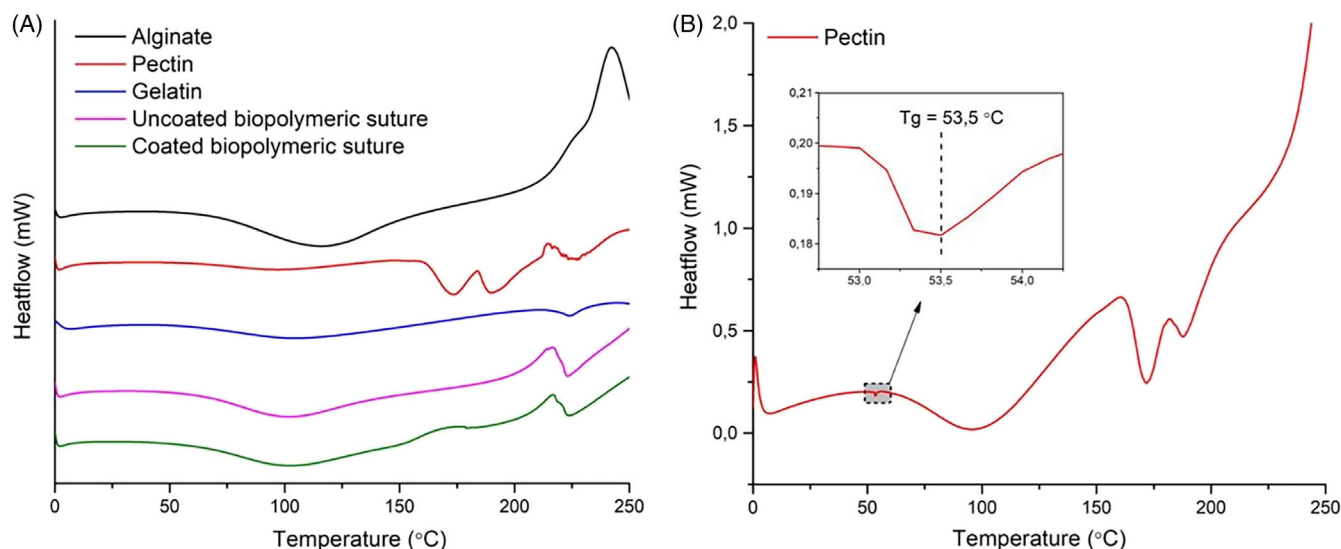 (A)
Alginate
Pectin
Gelatin
Uncoated biopolymeric suture
Coated biopolymeric suture
Heatflow (mW)
0 50 100 150 200 250
Temperature (°C)
(B)
Pectin
2,0
1,5
1,0
0,5
0,0
Heatflow (mW)
0,21
0,20
0,19
0,18
Tg = 53,5 °C
53,0 53,5 54,0
0 50 100 150 200 250
Temperature (°C)